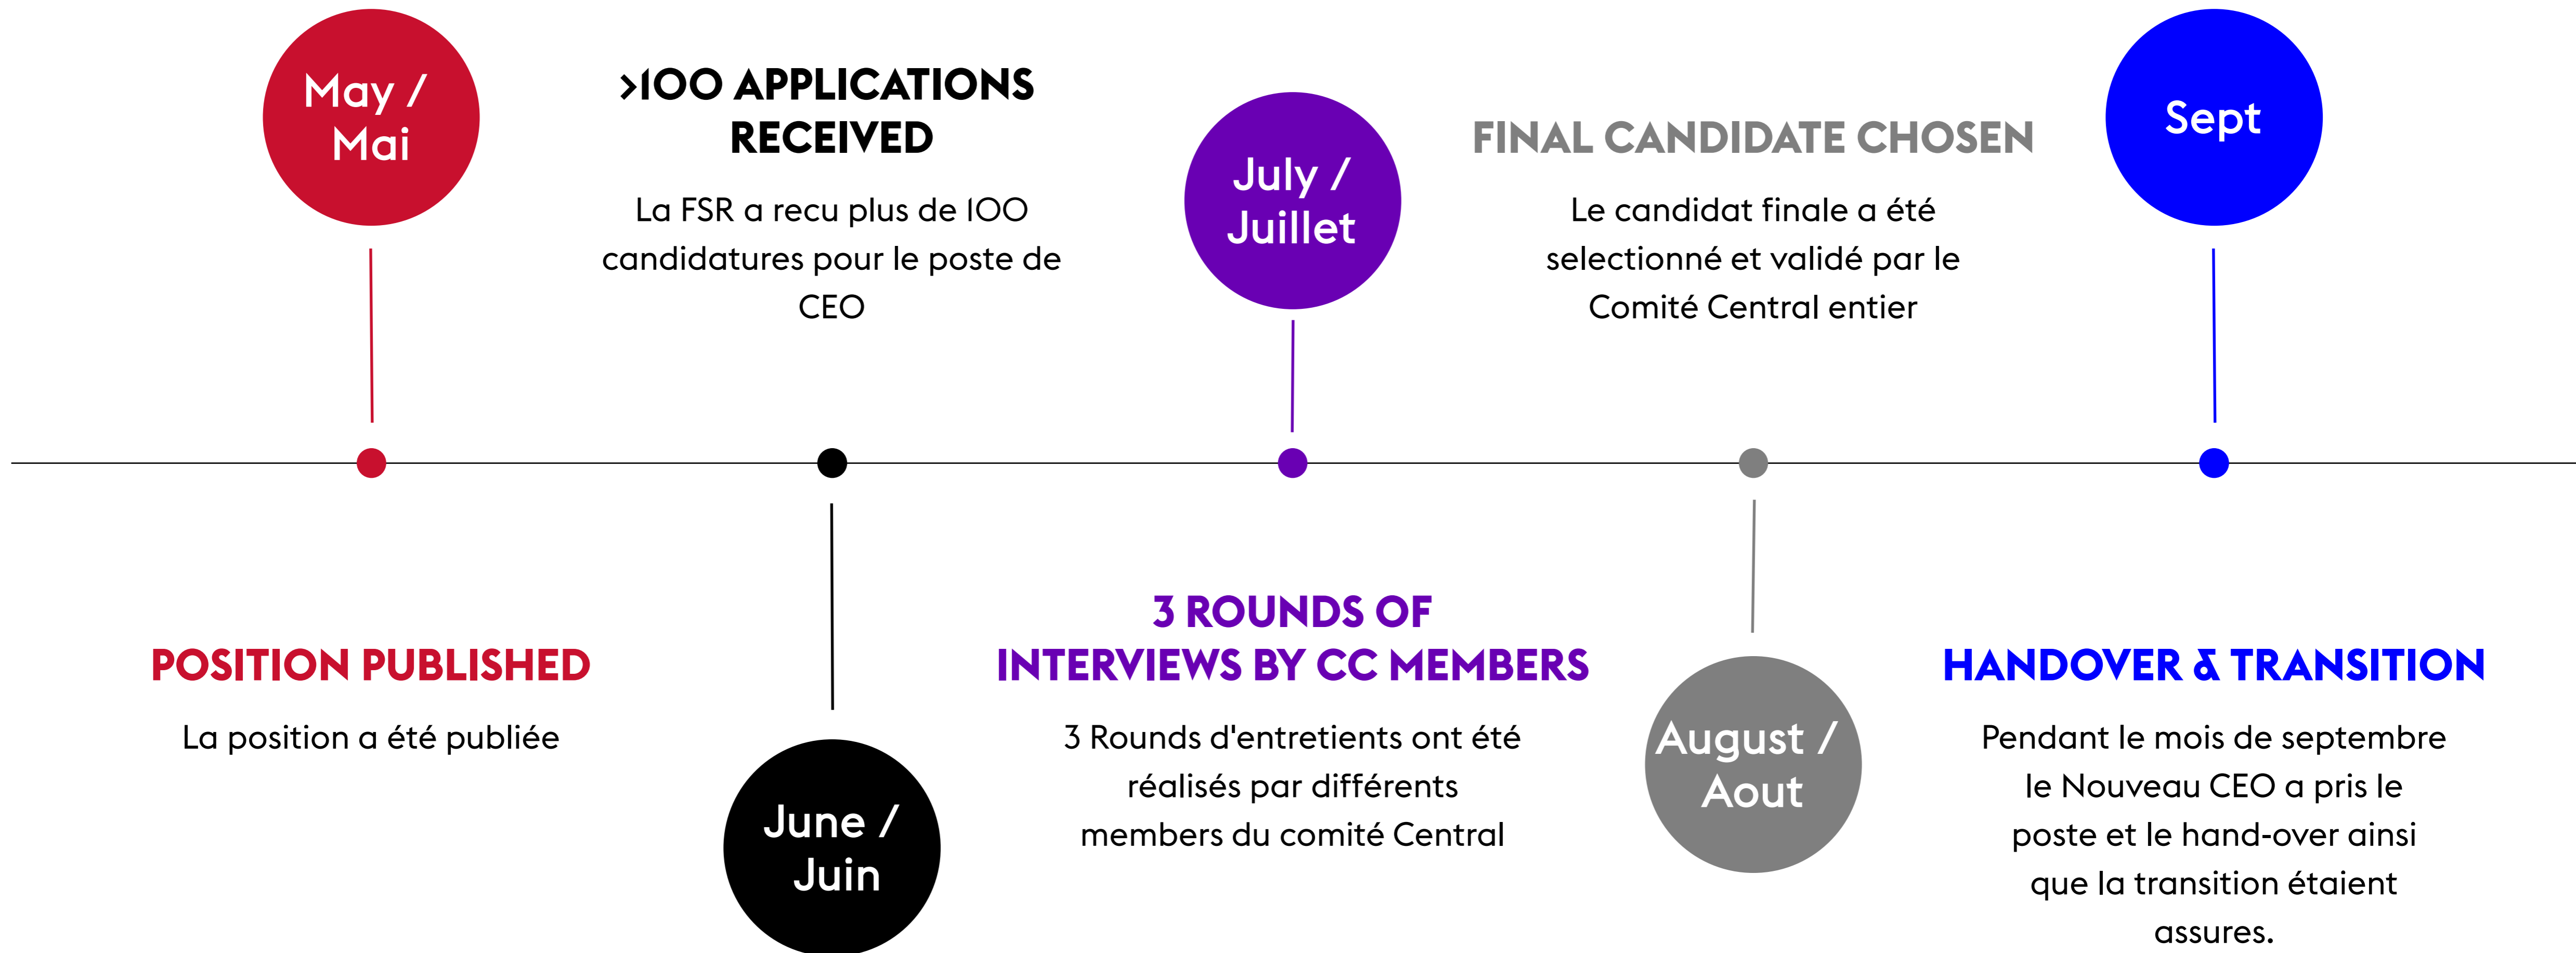 May /
Mai
POSITION PUBLISHED
La position a été publiée
>100 APPLICATIONS
RECEIVED
La FSR a recu plus de 100
candidatures pour le poste de
CEO
June /
Juin
July /
Juillet
3 ROUNDS OF
INTERVIEWS BY CC MEMBERS
3 Rounds d'entretients ont été
réalisés par différents
members du comité Central
FINAL CANDIDATE CHOSEN
Le candidat finale a été
selectionné et validé par le
Comité Central entier
August /
Aout
Sept
HANDOVER & TRANSITION
Pendant le mois de septembre
le Nouveau CEO a pris le
poste et le hand-over ainsi
que la transition étaient
assures.